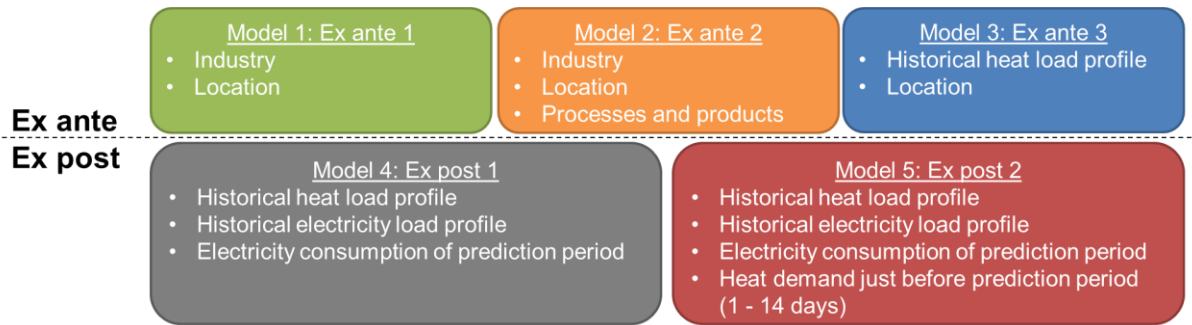 Model 1: Ex ante 1
• Industry
• Location
Model 2: Ex ante 2
• Industry
• Location
• Processes and products
Model 3: Ex ante 3
• Historical heat load profile
• Location
Ex ante
Ex post
Model 4: Ex post 1
• Historical heat load profile
• Historical electricity load profile
• Electricity consumption of prediction period
Model 5: Ex post 2
• Historical heat load profile
• Historical electricity load profile
• Electricity consumption of prediction period
• Heat demand just before prediction period
(1 - 14 days)